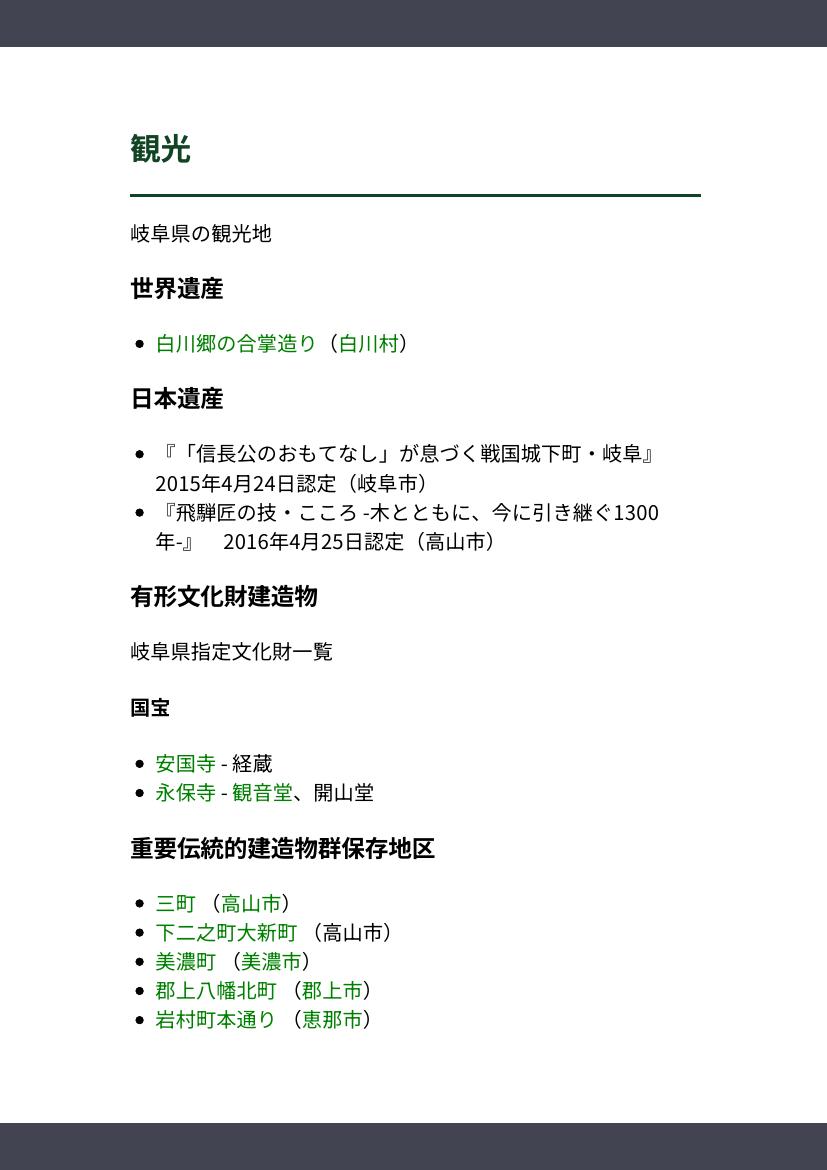 観光
岐阜県の観光地
世界遺産
白川郷の合掌造り（白川村）
日本遺産
『「信長公のおもてなし」が息づく戦国城下町・岐阜』
2015年4月24日認定（岐阜市）
『飛騨匠の技・こころ -木とともに、今に引き継ぐ1300
年-』　2016年4月25日認定（高山市）
有形文化財建造物
岐阜県指定文化財一覧
国宝
安国寺 - 経蔵
永保寺 - 観音堂、開山堂
重要伝統的建造物群保存地区
三町 （高山市）
下二之町大新町 （高山市）
美濃町 （美濃市）
郡上八幡北町 （郡上市）
岩村町本通り （恵那市）